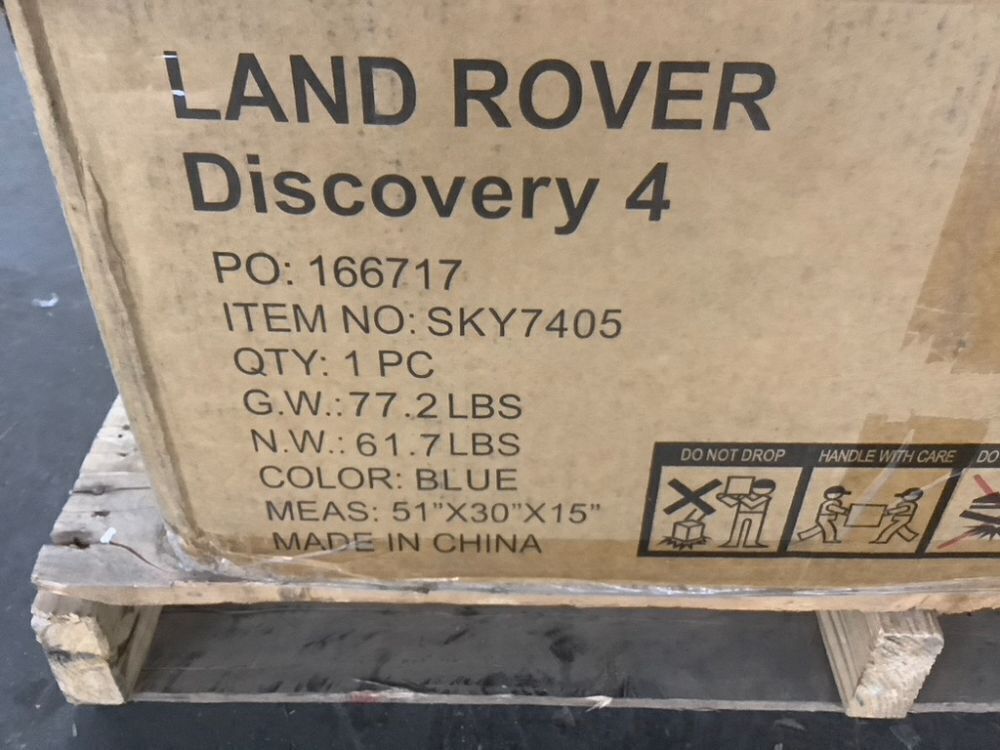 LAND ROVER
Discovery 4
PO: 166717
ITEM NO: SKY7405
QTY: 1 PC
G.W.: 77.2 LBS
N.W.: 61.7 LBS
COLOR: BLUE
MEAS: 51"X30"X15"
MADE IN CHINA
DO NOT DROP
HANDLE WITH CARE
DO